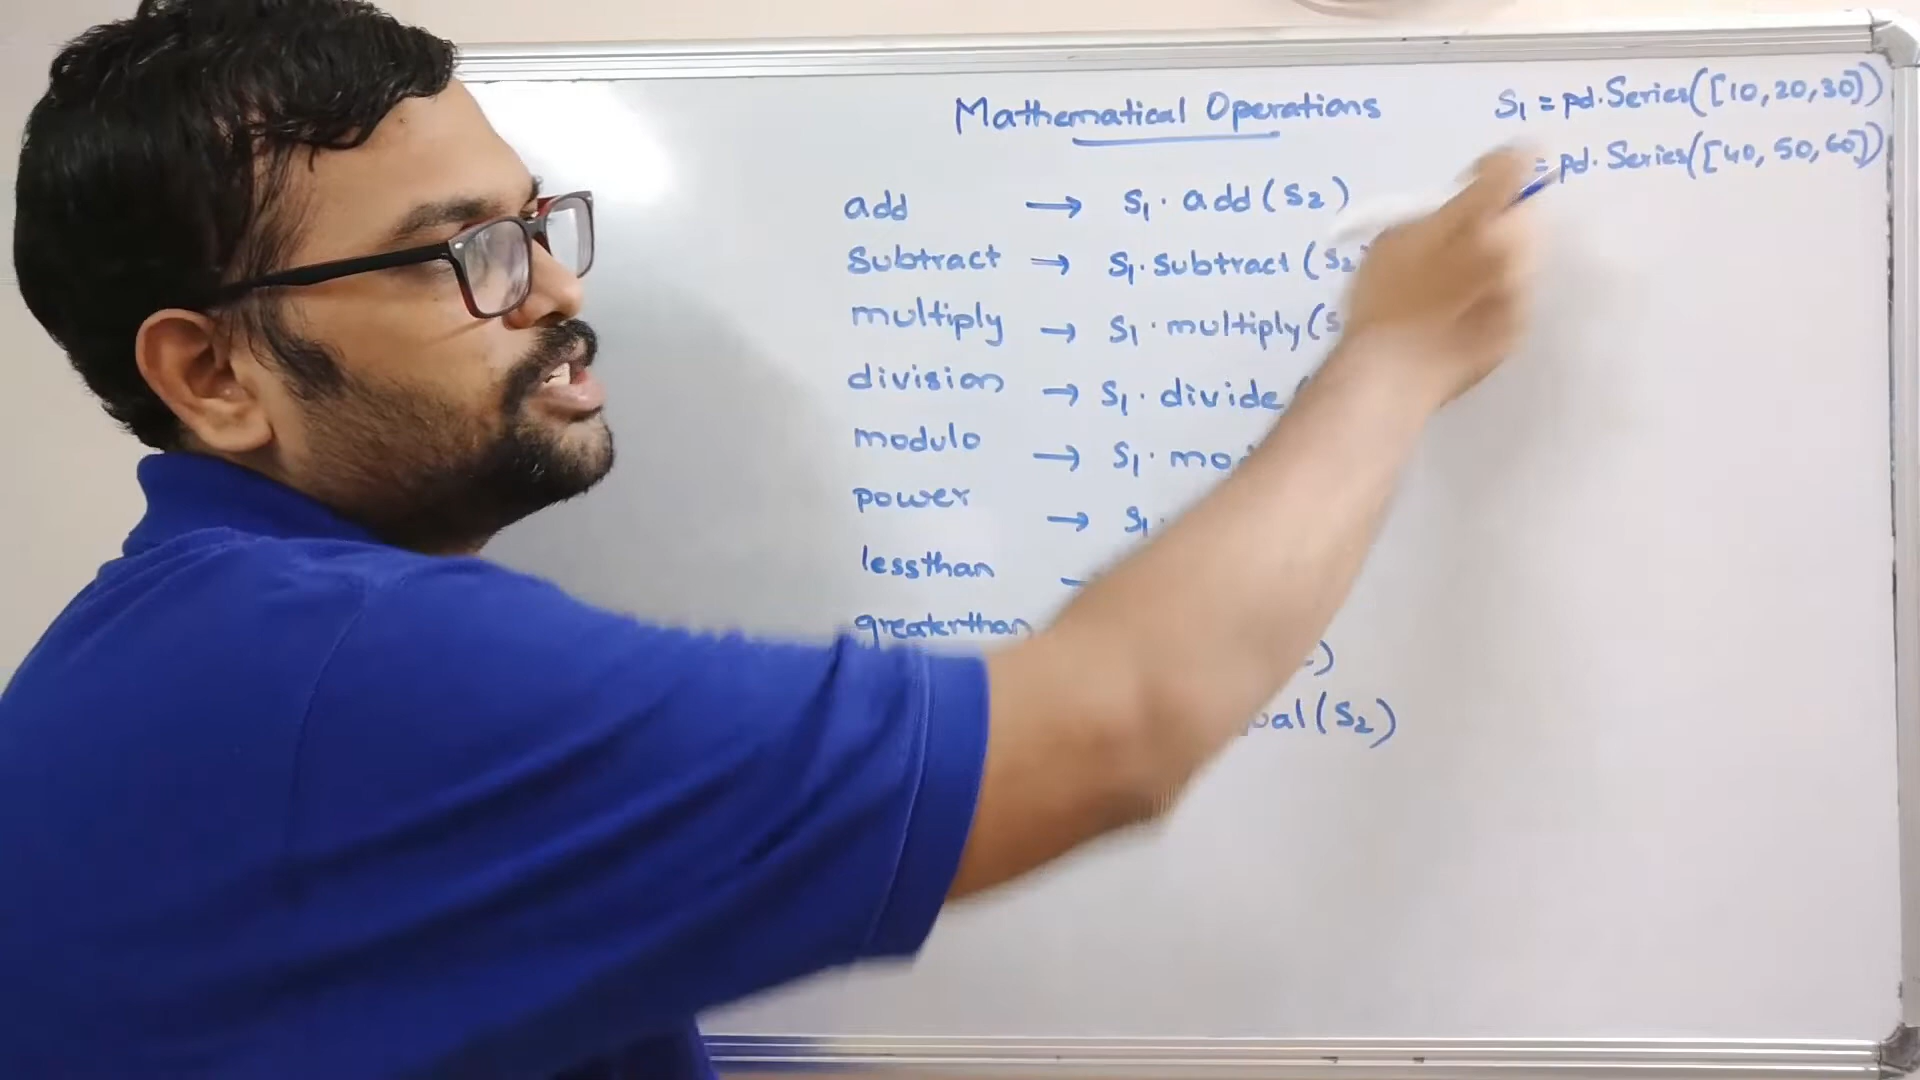 Mathematical Operations
S1 = pd.Series([10,20,30])
= pd.Series([40,50,60])
add → S1.add(S2)
Subtract → S1.Subtract(S2
multiply → S1.multiply(S
division → S1.divide
modulo → S1.mo
power → S1.
lessthan
greaterthan
(S2)